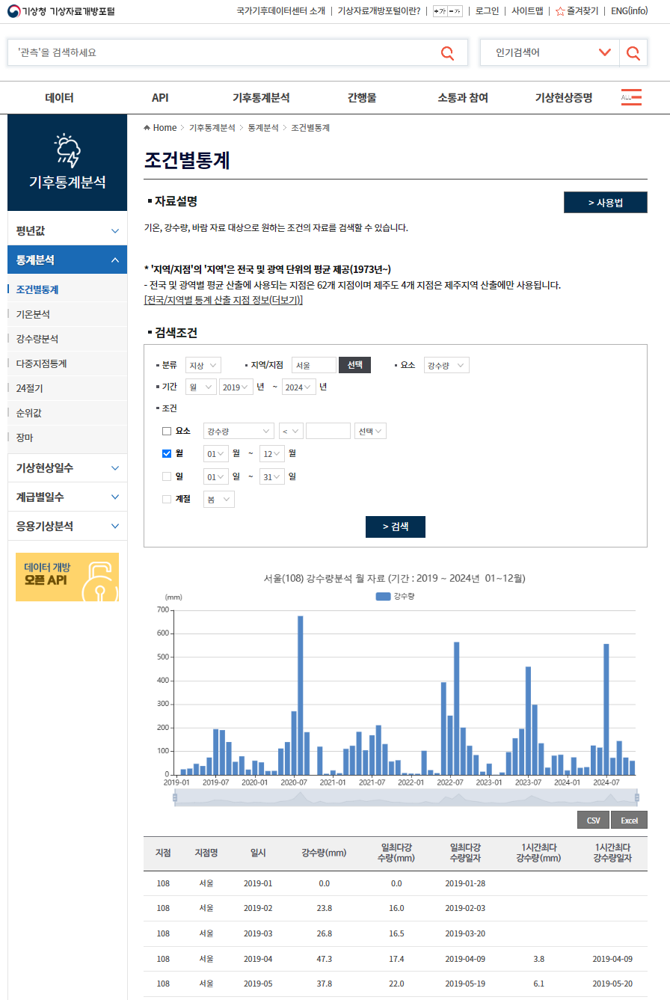 기상청 기상자료개방포털
국가기후데이터센터 소개 | 기상자료개방포털이란? | +가 -가 | 로그인 | 사이트맵 | 즐겨찾기 | ENG(info)
'관측'을 검색하세요
인기검색어
데이터 API 기후통계분석 간행물 소통과 참여 기상현상증명 ALL
기후통계분석
평년값
통계분석
조건별통계
기온분석
강수량분석
다중지점통계
24절기
순위값
장마
기상현상일수
계급별일수
응용기상분석
데이터 개방
오픈 API
Home > 기후통계분석 > 통계분석 > 조건별통계
조건별통계
자료설명
> 사용법
기온, 강수량, 바람 자료 대상으로 원하는 조건의 자료를 검색할 수 있습니다.
* '지역/지점'의 '지역'은 전국 및 광역 단위의 평균 제공(1973년~)
- 전국 및 광역별 평균 산출에 사용되는 지점은 62개 지점이며 제주도 4개 지점은 제주지역 산출에만 사용됩니다.
[전국/지역별 통계 산출 지점 정보(더보기)]
검색조건
분류 지상 지역/지점 서울 선택 요소 강수량
기간 월 2019 년 ~ 2024 년
조건
요소 강수량 < 선택
월 01 월 ~ 12 월
일 01 일 ~ 31 일
계절 봄
> 검색
서울(108) 강수량분석 월 자료 (기간 : 2019 ~ 2024년 01~12월)
(mm)
강수량
700
600
500
400
300
200
100
0
2019-01 2019-07 2020-01 2020-07 2021-01 2021-07 2022-01 2022-07 2023-01 2023-07 2024-01 2024-07
CSV Excel
지점 지점명 일시 강수량(mm) 일최다강 일최다강 1시간최다 1시간최다
수량(mm) 수량일자 강수량(mm) 강수량일자
108 서울 2019-01 0.0 0.0 2019-01-28
108 서울 2019-02 23.8 16.0 2019-02-03
108 서울 2019-03 26.8 16.5 2019-03-20
108 서울 2019-04 47.3 17.4 2019-04-09 3.8 2019-04-09
108 서울 2019-05 37.8 22.0 2019-05-19 6.1 2019-05-20